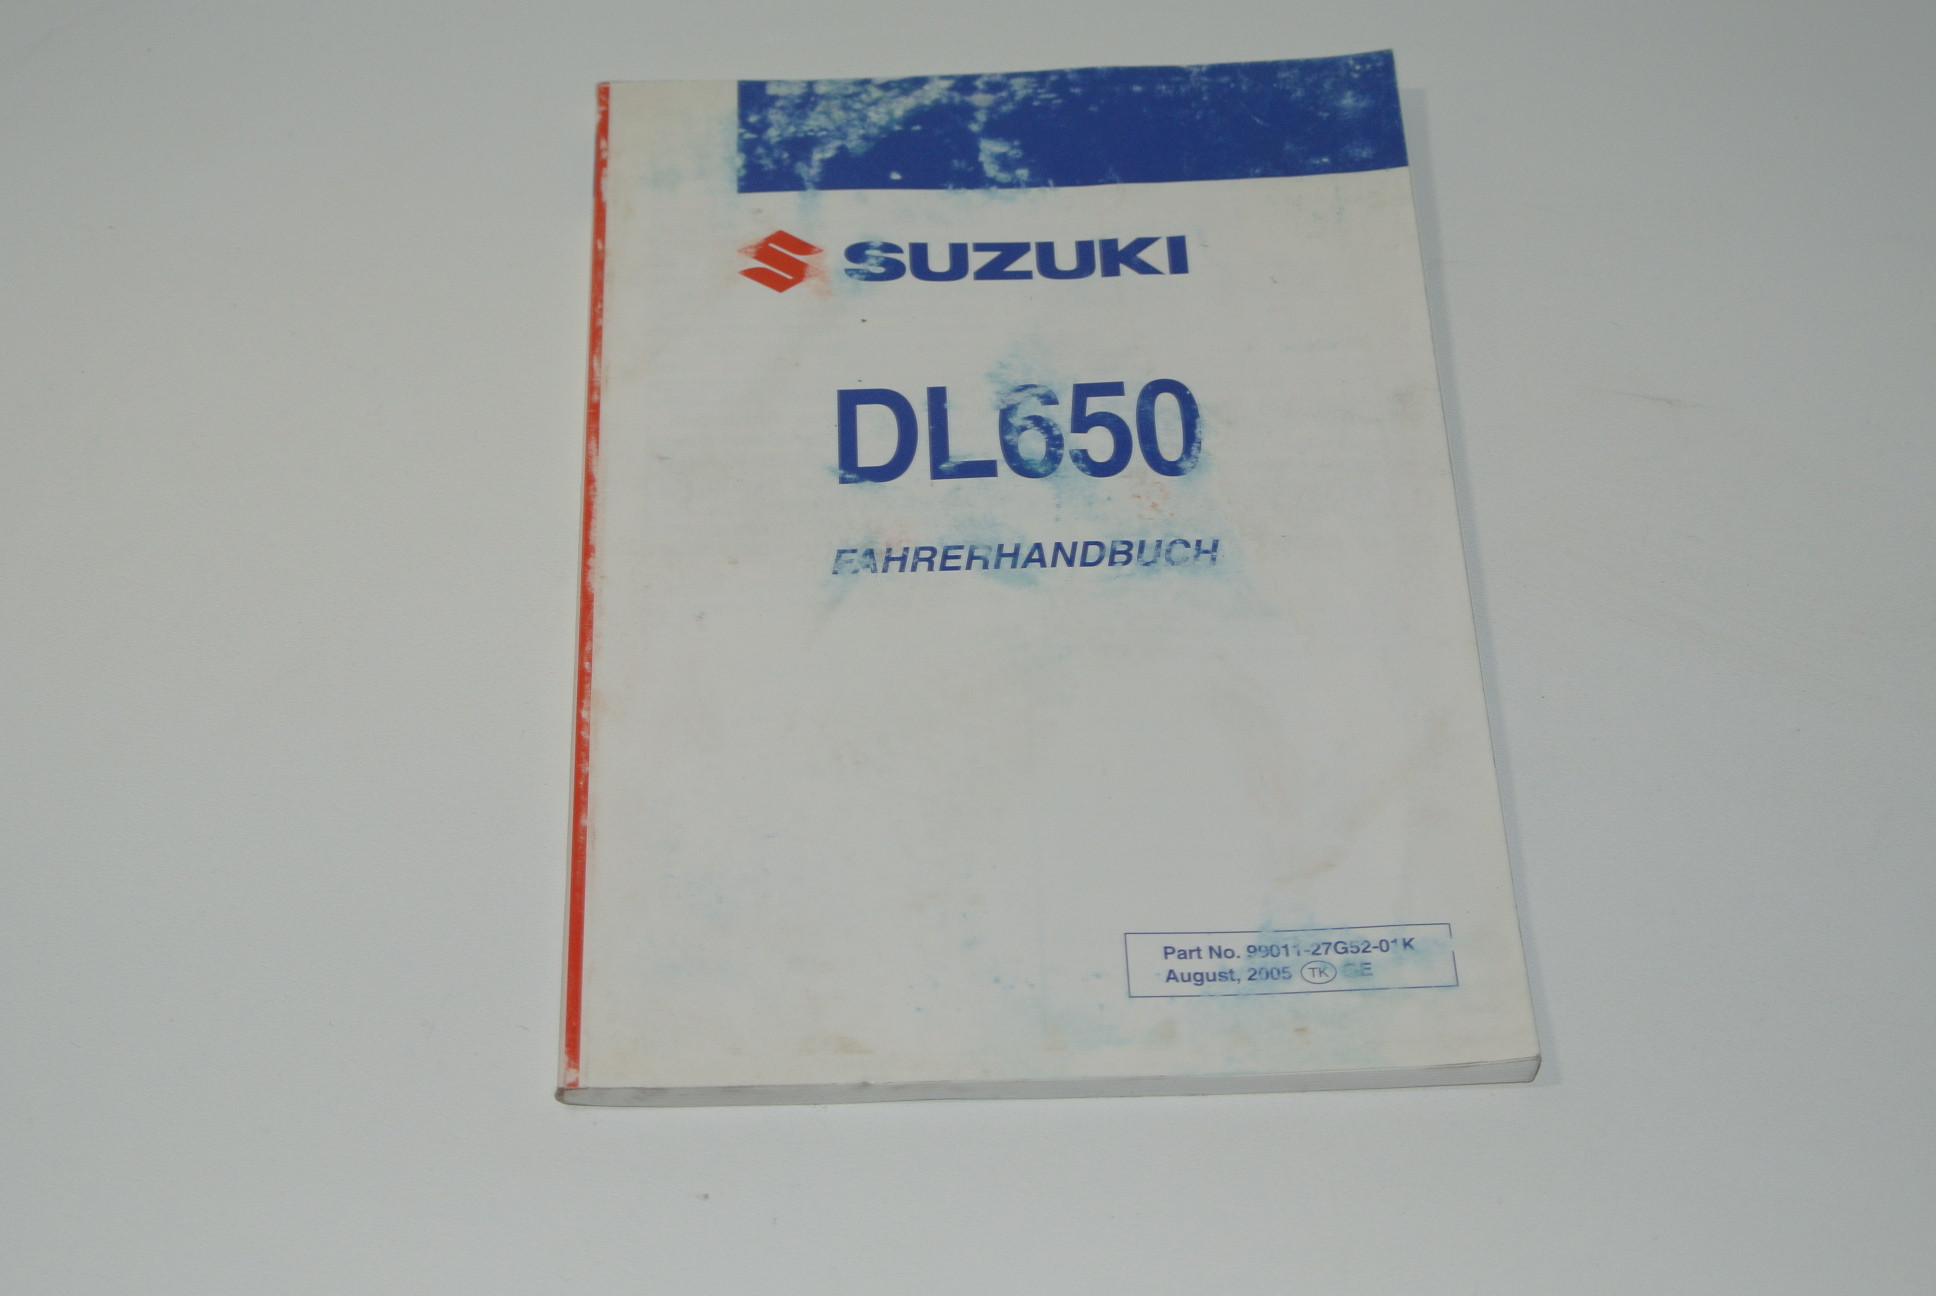 SUZUKI
DL650
FAHRERHANDBUCH
Part No. 99011-27G52-01K
August, 2005 TK GE